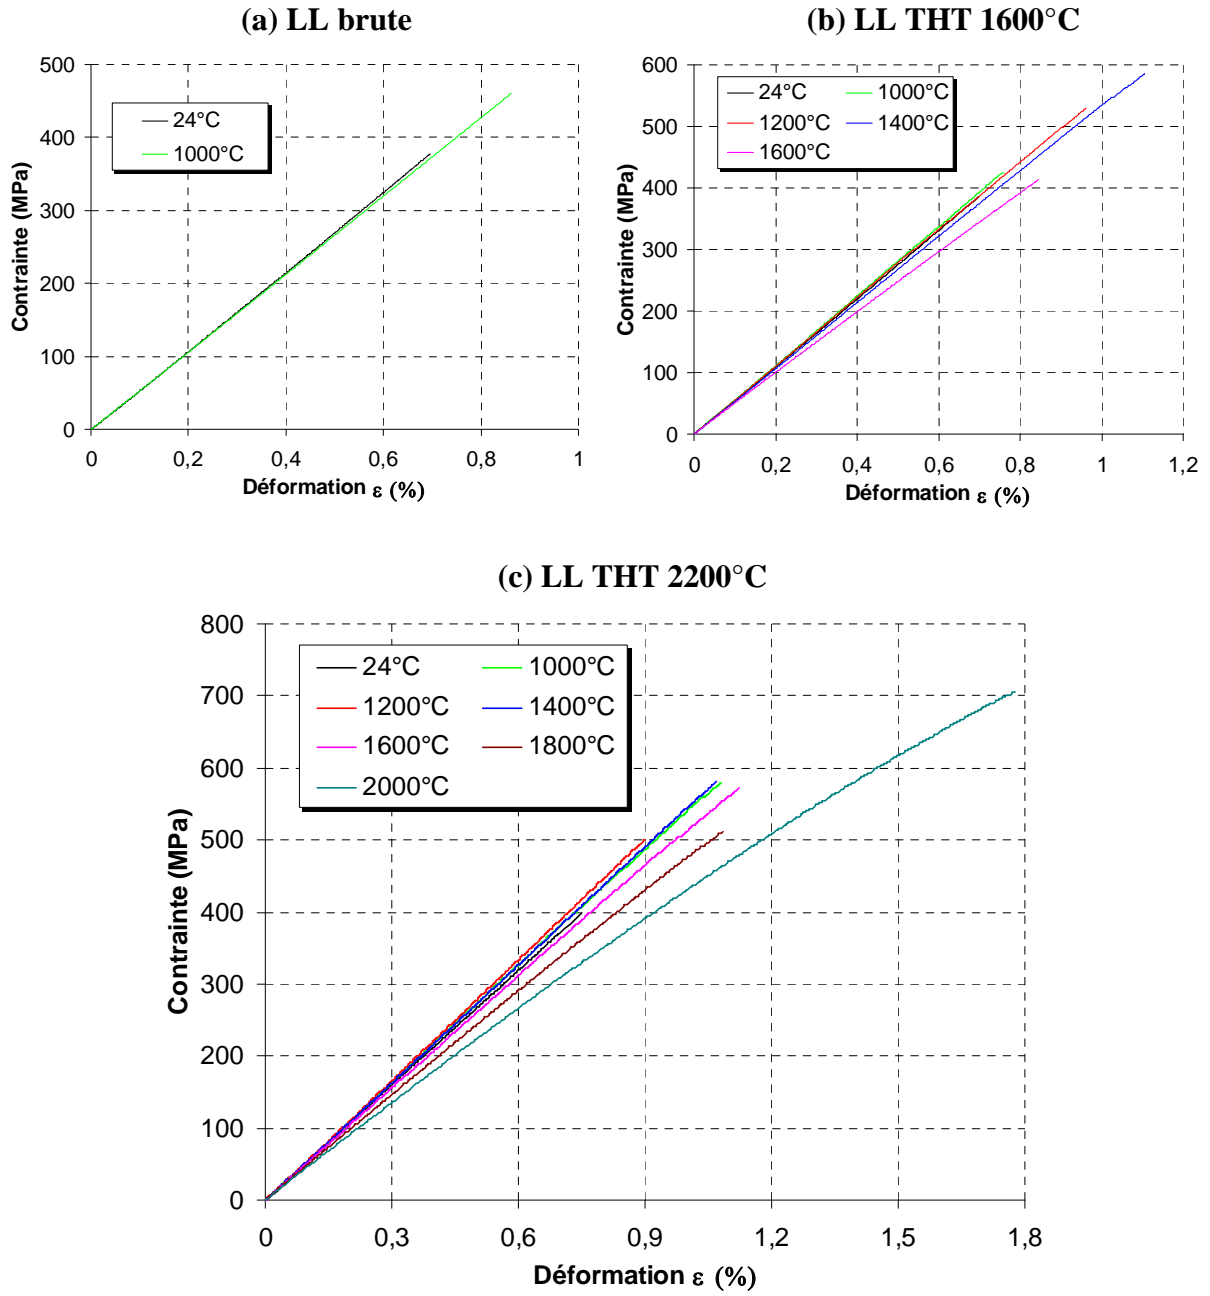 (a) LL brute
500
400
300
200
100
0
0 0,2 0,4 0,6 0,8 1
Contrainte (MPa)
Déformation ε (%)
24°C
1000°C
(b) LL THT 1600°C
600
500
400
300
200
100
0
0 0,2 0,4 0,6 0,8 1 1,2
Contrainte (MPa)
Déformation ε (%)
24°C 1000°C
1200°C 1400°C
1600°C
(c) LL THT 2200°C
800
700
600
500
400
300
200
100
0
0 0,3 0,6 0,9 1,2 1,5 1,8
Contrainte (MPa)
Déformation ε (%)
24°C 1000°C
1200°C 1400°C
1600°C 1800°C
2000°C